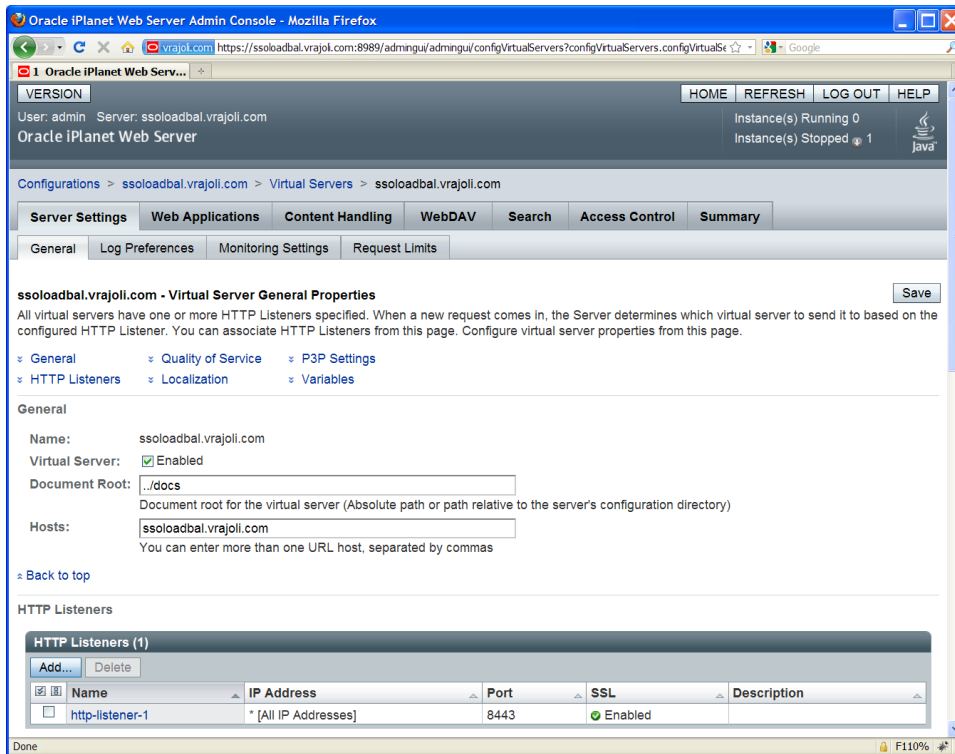 Oracle iPlanet Web Server Admin Console - Mozilla Firefox
vrajoli.com https://ssoloadbal.vrajoli.com:8989/admingui/admingui/configVirtualServers?configVirtualServers.configVirtualSe
Google
1 Oracle iPlanet Web Serv...
VERSION HOME REFRESH LOG OUT HELP
User: admin Server: ssoloadbal.vrajoli.com Instance(s) Running 0
Oracle iPlanet Web Server Instance(s) Stopped 1
Java
Configurations > ssoloadbal.vrajoli.com > Virtual Servers > ssoloadbal.vrajoli.com
Server Settings Web Applications Content Handling WebDAV Search Access Control Summary
General Log Preferences Monitoring Settings Request Limits
ssoloadbal.vrajoli.com - Virtual Server General Properties Save
All virtual servers have one or more HTTP Listeners specified. When a new request comes in, the Server determines which virtual server to send it to based on the
configured HTTP Listener. You can associate HTTP Listeners from this page. Configure virtual server properties from this page.
General Quality of Service P3P Settings
HTTP Listeners Localization Variables
General
Name: ssoloadbal.vrajoli.com
Virtual Server: Enabled
Document Root: ../docs
Document root for the virtual server (Absolute path or path relative to the server's configuration directory)
Hosts: ssoloadbal.vrajoli.com
You can enter more than one URL host, separated by commas
Back to top
HTTP Listeners
HTTP Listeners (1)
Add... Delete
Name IP Address Port SSL Description
http-listener-1 * [All IP Addresses] 8443 Enabled
Done F110%